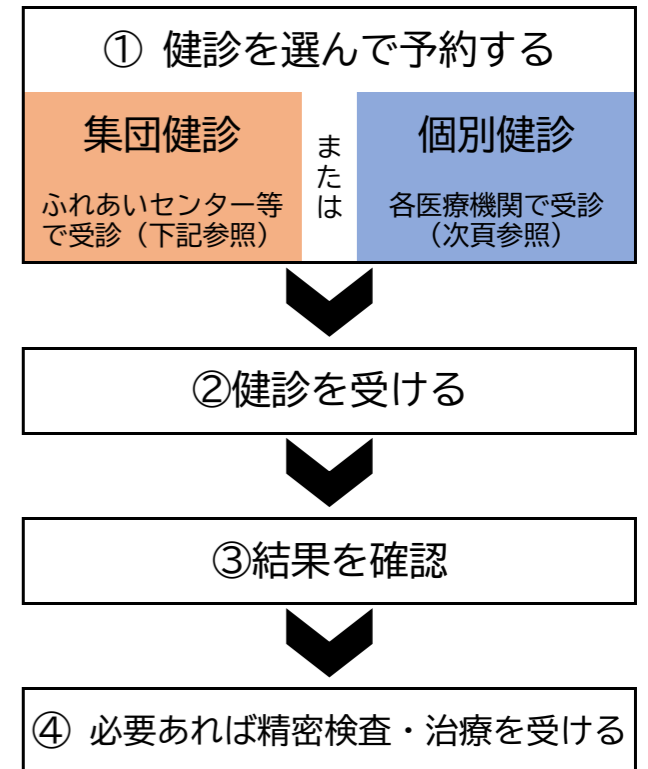 ① 健診を選んで予約する
集団健診
ふれあいセンター等
で受診（下記参照）
または
個別健診
各医療機関で受診
（次頁参照）
②健診を受ける
③結果を確認
④ 必要あれば精密検査・治療を受ける